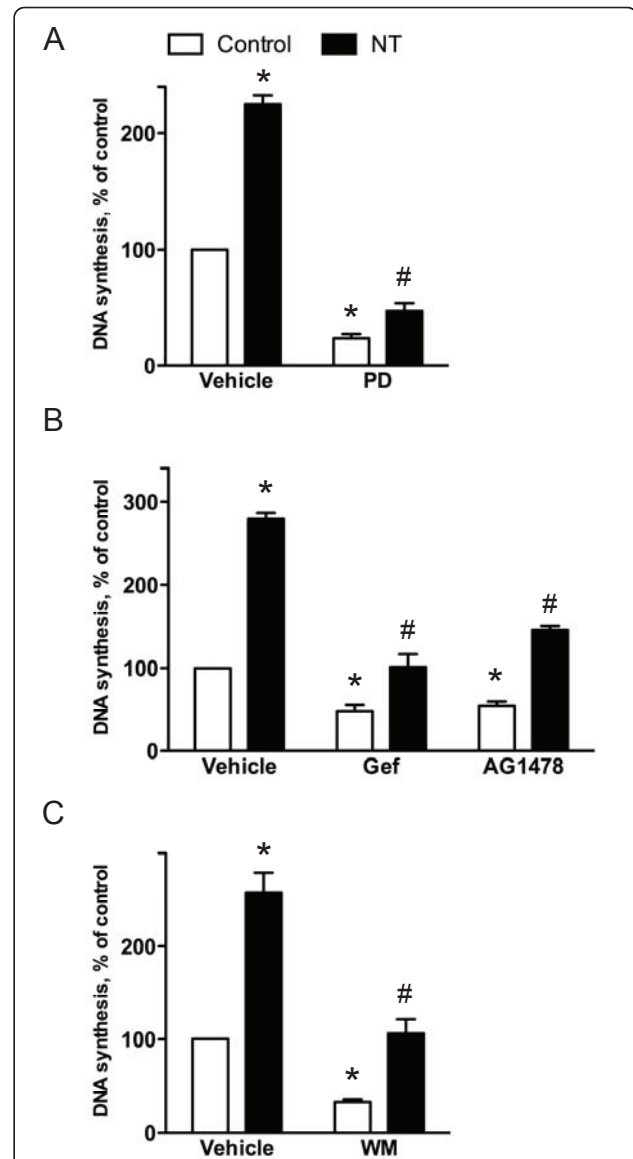 A
Control NT
DNA synthesis, % of control
200
100
0
*
*
#
Vehicle PD
B
DNA synthesis, % of control
300
200
100
0
*
*
#
*
#
Vehicle Gef AG1478
C
DNA synthesis, % of control
200
100
0
*
*
#
Vehicle WM